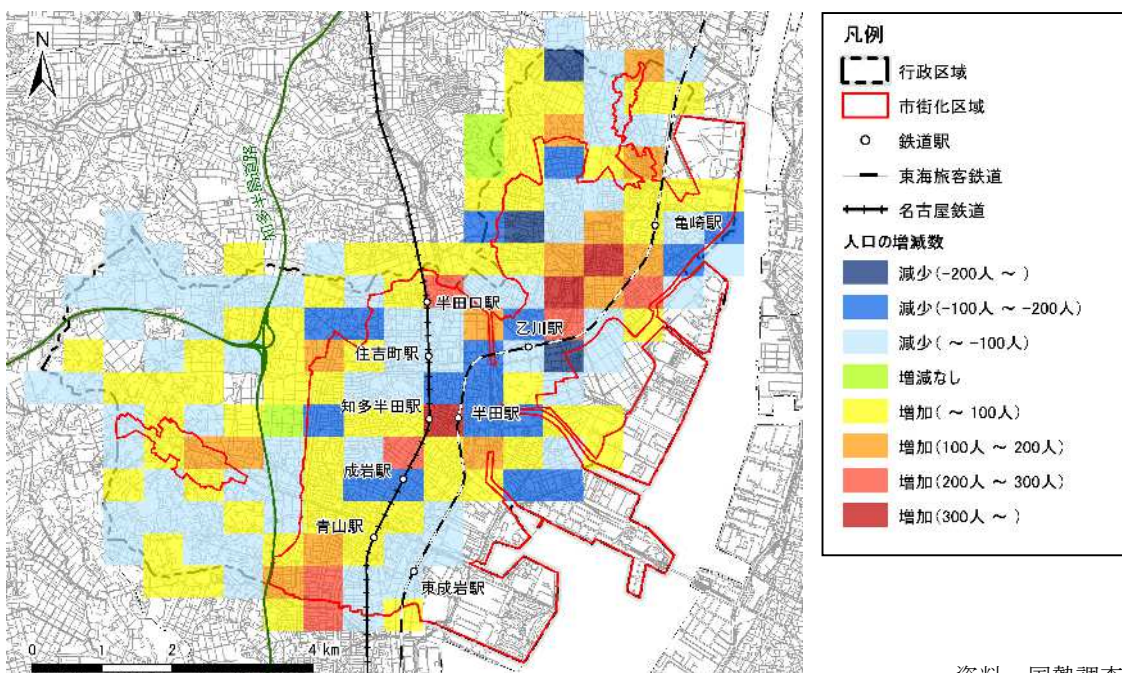 N
知多半島道路
亀崎駅
半田口駅
乙川駅
住吉町駅
知多半田駅
半田駅
成岩駅
青山駅
東成岩駅
0 1 2 4 km
凡例
行政区域
市街化区域
鉄道駅
東海旅客鉄道
名古屋鉄道
人口の増減数
減少(-200人 ~ )
減少(-100人 ~ -200人)
減少( ~ -100人)
増減なし
増加( ~ 100人)
増加(100人 ~ 200人)
増加(200人 ~ 300人)
増加(300人 ~ )
資料 国勢調査